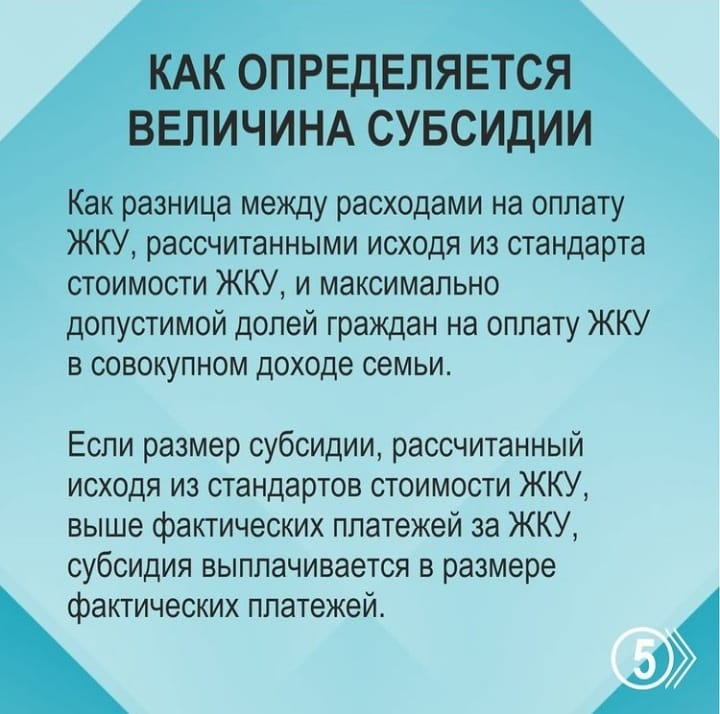 КАК ОПРЕДЕЛЯЕТСЯ
ВЕЛИЧИНА СУБСИДИИ
Как разница между расходами на оплату
ЖКУ, рассчитанными исходя из стандарта
стоимости ЖКУ, и максимально
допустимой долей граждан на оплату ЖКУ
в совокупном доходе семьи.
Если размер субсидии, рассчитанный
исходя из стандартов стоимости ЖКУ,
выше фактических платежей за ЖКУ,
субсидия выплачивается в размере
фактических платежей.
5